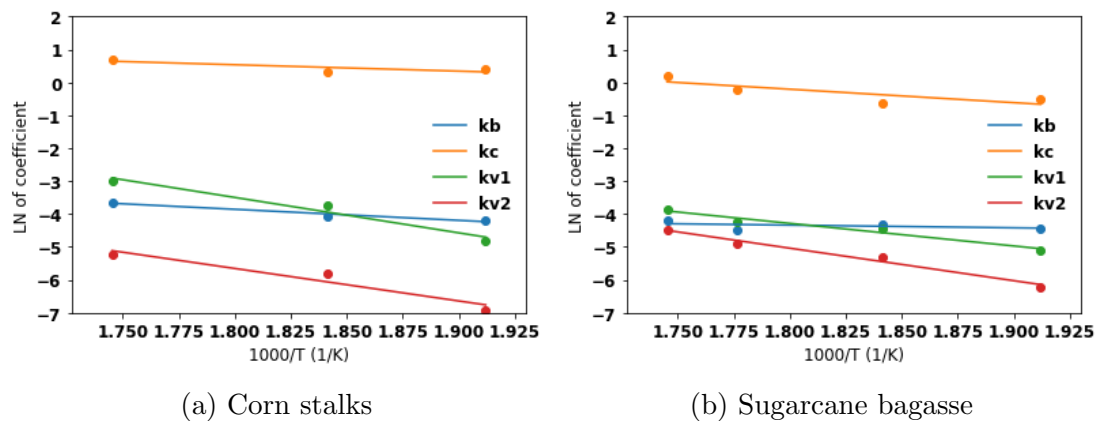 2
1
0
−1
−2
−3
−4
−5
−6
−7
LN of coefficient
kb
kc
kv1
kv2
1.750 1.775 1.800 1.825 1.850 1.875 1.900 1.925
1000/T (1/K)
(a) Corn stalks
2
1
0
−1
−2
−3
−4
−5
−6
−7
LN of coefficient
kb
kc
kv1
kv2
1.750 1.775 1.800 1.825 1.850 1.875 1.900 1.925
1000/T (1/K)
(b) Sugarcane bagasse